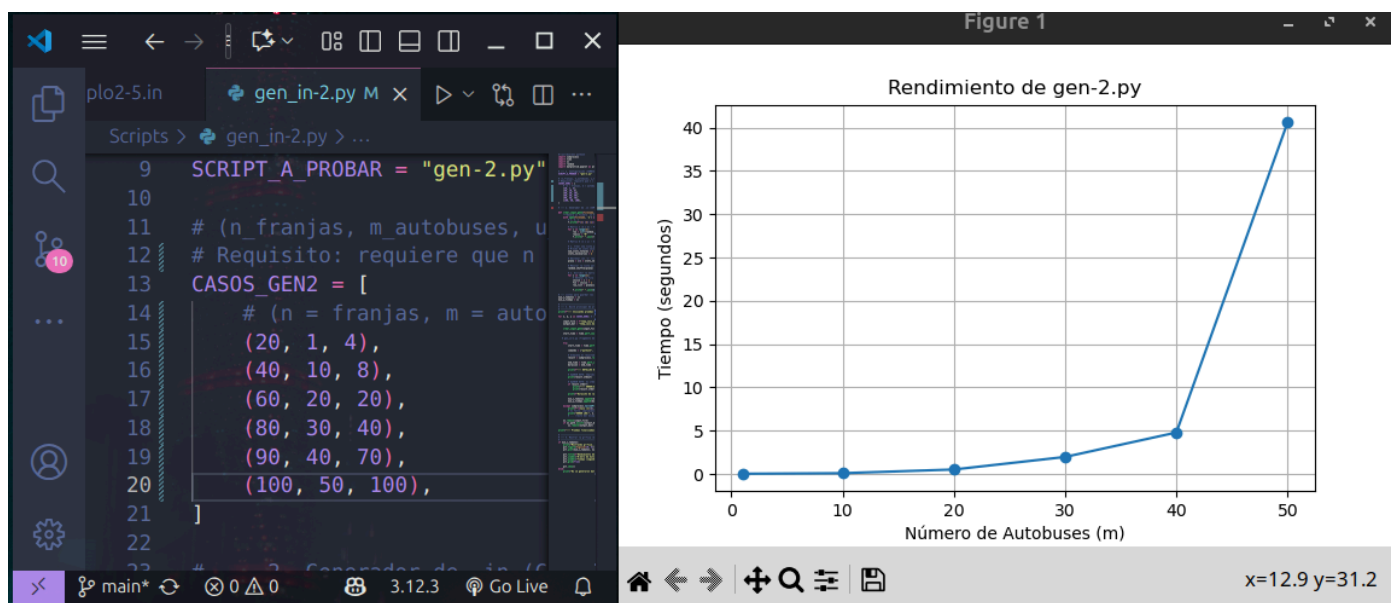 plo2-5.in
gen_in-2.py M
Scripts > gen_in-2.py > ...
9 SCRIPT_A_PROBAR = "gen-2.py"
10
11 # (n_franjas, m_autobuses, u
12 # Requisito: requiere que n
13 CASOS_GEN2 = [
14 # (n = franjas, m = auto
15 (20, 1, 4),
16 (40, 10, 8),
17 (60, 20, 20),
18 (80, 30, 40),
19 (90, 40, 70),
20 (100, 50, 100),
21 ]
22
10
main* 0 0 3.12.3 Go Live
Figure 1
Rendimiento de gen-2.py
Tiempo (segundos)
40
35
30
25
20
15
10
5
0
0 10 20 30 40 50
Número de Autobuses (m)
x=12.9 y=31.2